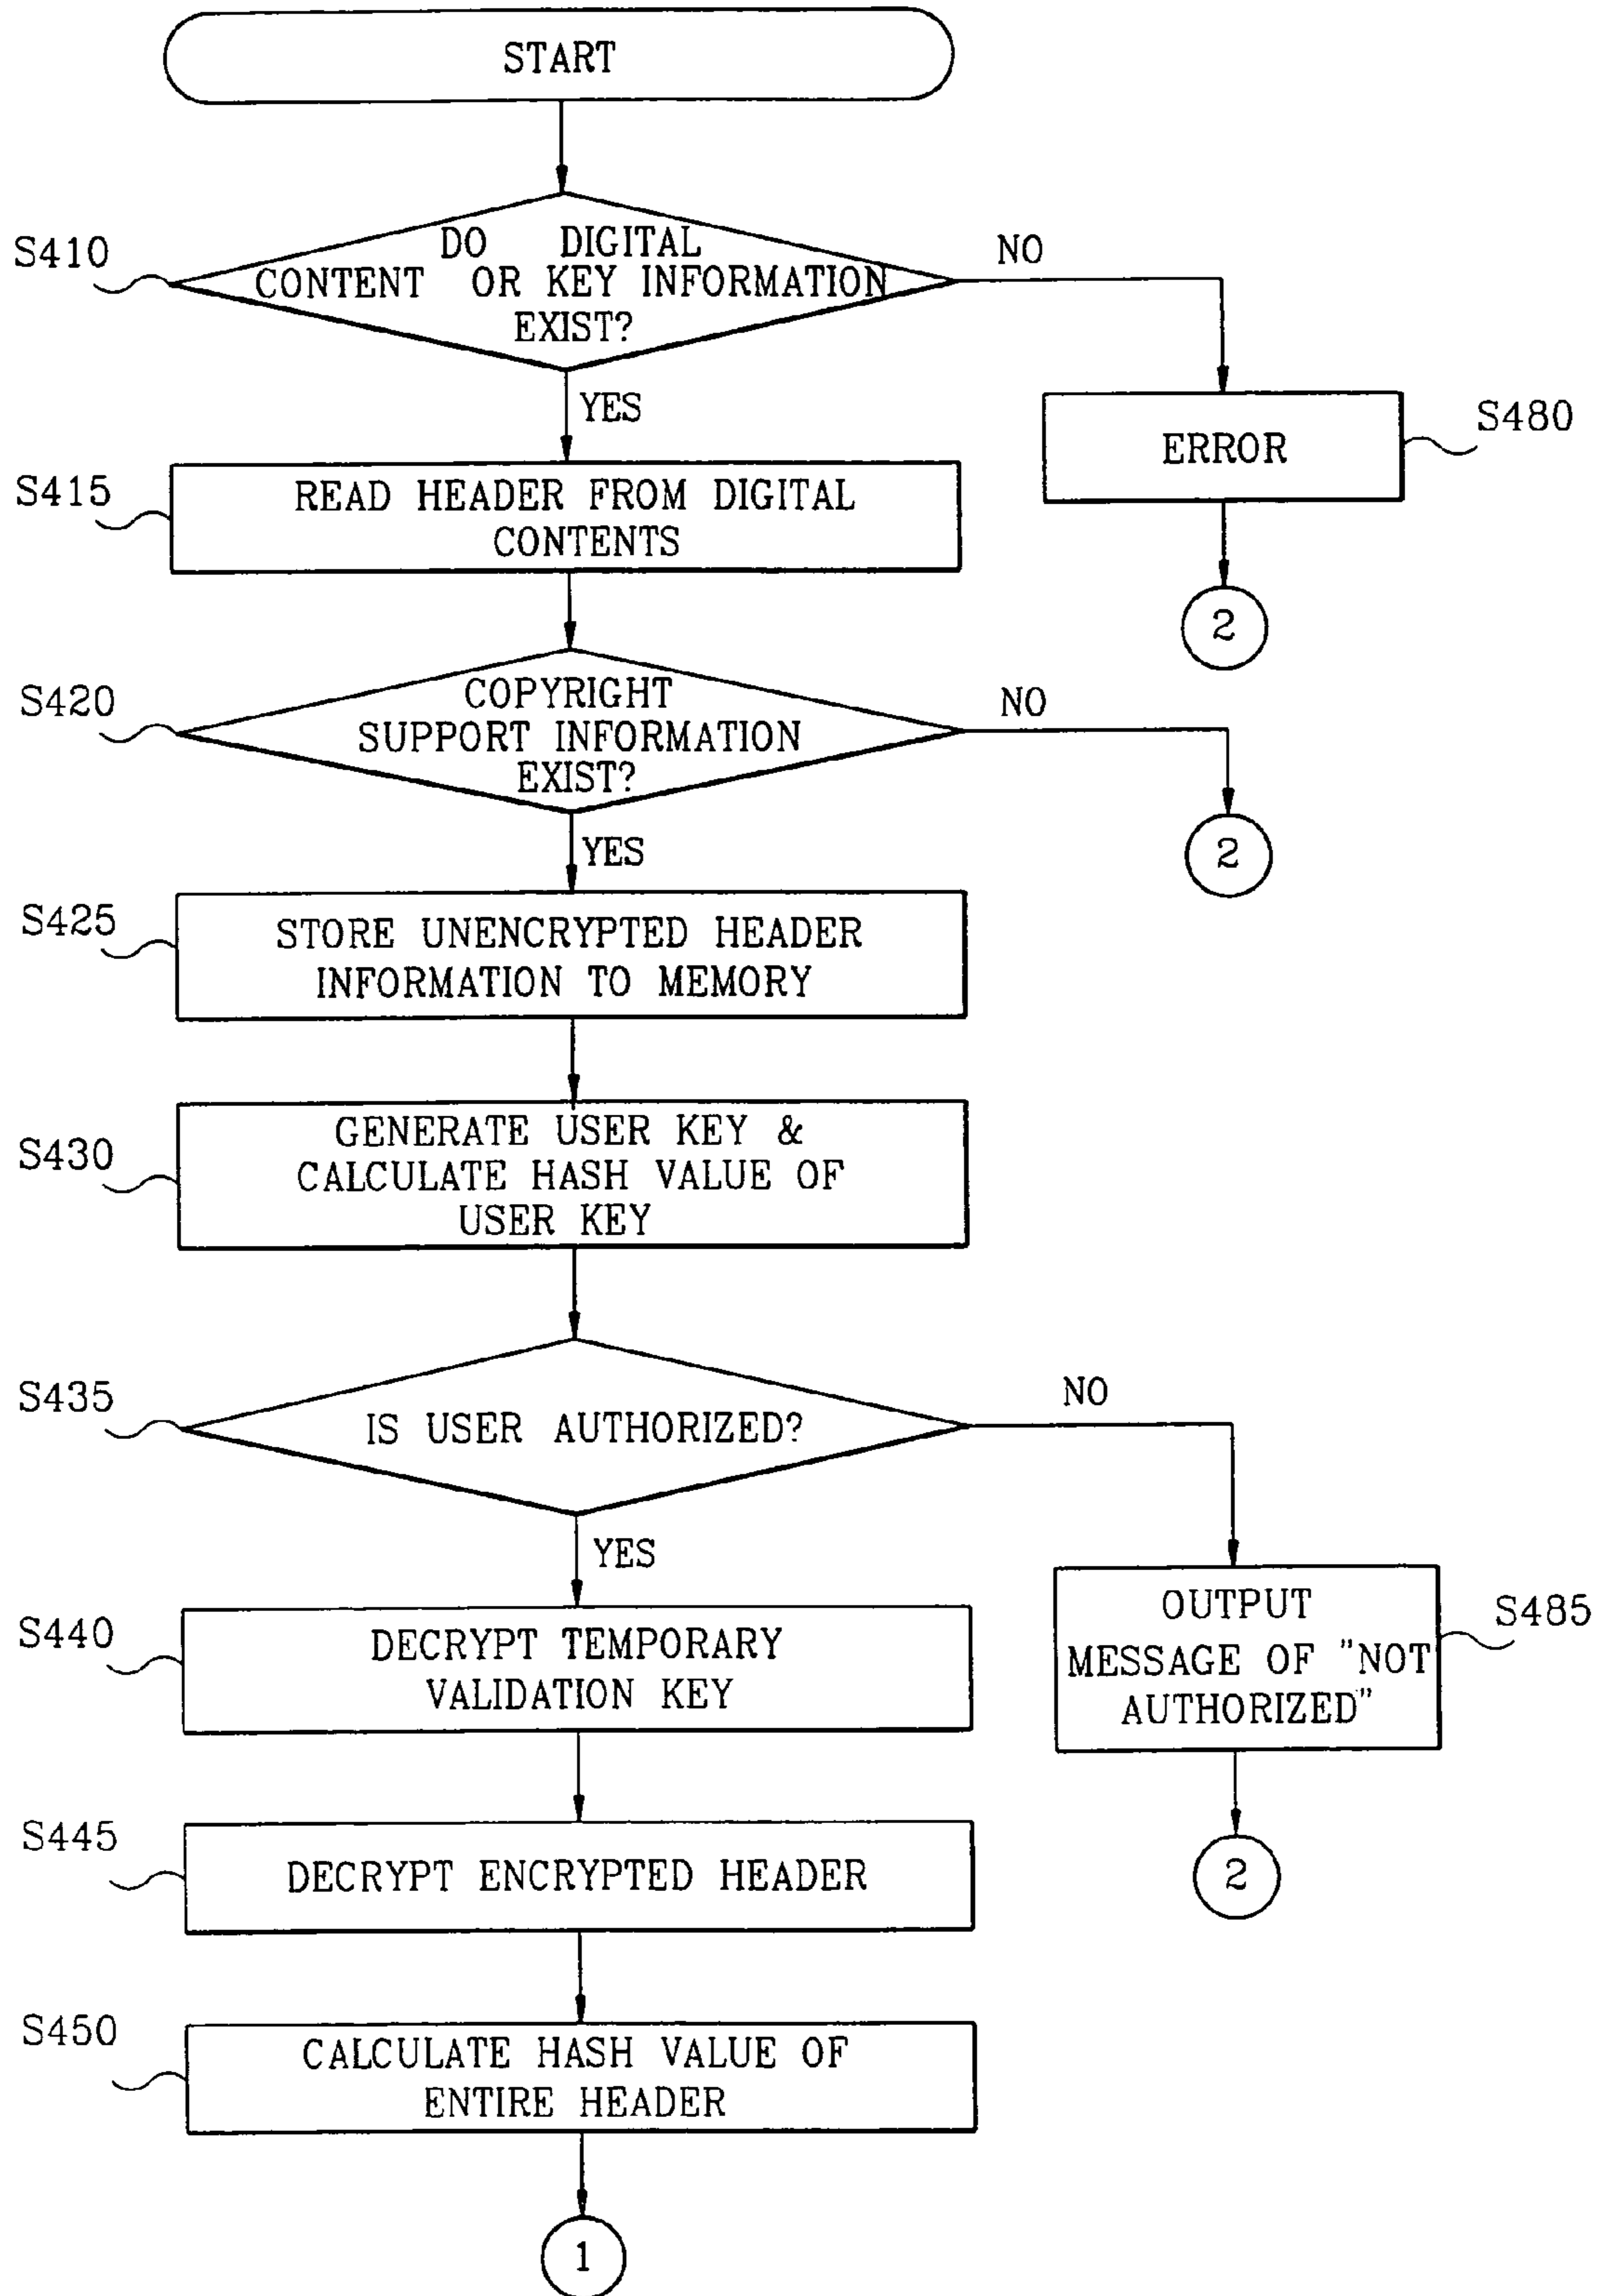 START
S410
DO DIGITAL
CONTENT OR KEY INFORMATION
EXIST?
NO
YES
ERROR
S480
2
S415
READ HEADER FROM DIGITAL
CONTENTS
S420
COPYRIGHT
SUPPORT INFORMATION
EXIST?
NO
2
YES
S425
STORE UNENCRYPTED HEADER
INFORMATION TO MEMORY
S430
GENERATE USER KEY &
CALCULATE HASH VALUE OF
USER KEY
S435
IS USER AUTHORIZED?
NO
YES
OUTPUT
MESSAGE OF "NOT
AUTHORIZED"
S485
2
S440
DECRYPT TEMPORARY
VALIDATION KEY
S445
DECRYPT ENCRYPTED HEADER
S450
CALCULATE HASH VALUE OF
ENTIRE HEADER
1